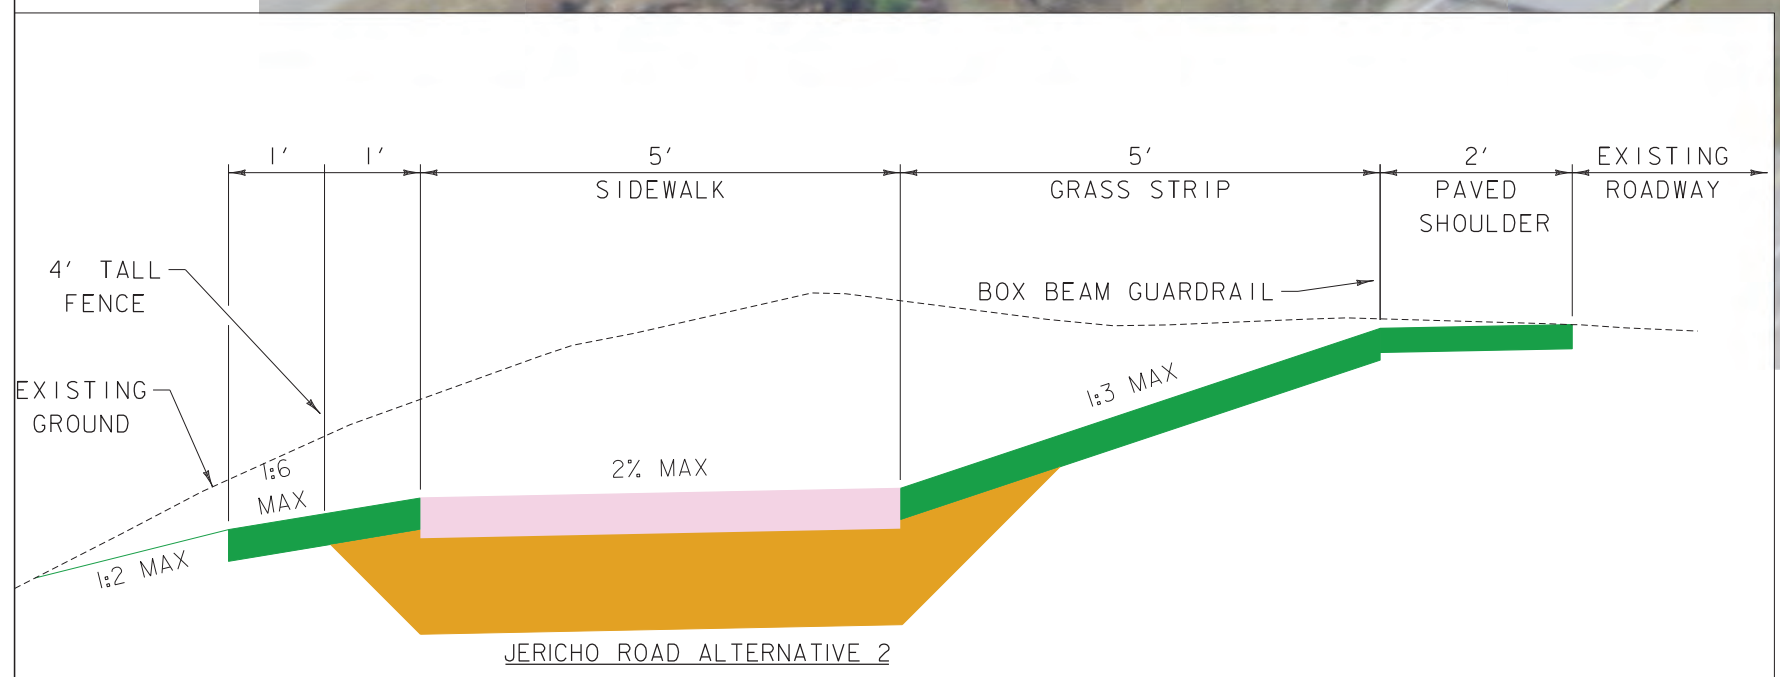 1' 1' 5' 5' 2' EXISTING
SIDEWALK GRASS STRIP PAVED ROADWAY
SHOULDER
4' TALL
FENCE
BOX BEAM GUARDRAIL
EXISTING
GROUND
1:3 MAX
1:6
MAX
2% MAX
1:2 MAX
JERICHO ROAD ALTERNATIVE 2